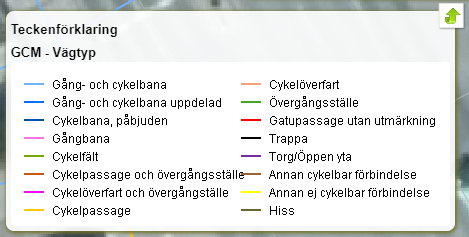 Teckenförklaring
GCM - Vägtyp
Gång- och cykelbana
Gång- och cykelbana uppdelad
Cykelbana, påbjuden
Gångbana
Cykelfält
Cykelpassage och övergångsställe
Cykelöverfart och övergångställe
Cykelpassage
Cykelöverfart
Övergångsställe
Gatupassage utan utmärkning
Trappa
Torg/Öppen yta
Annan cykelbar förbindelse
Annan ej cykelbar förbindelse
Hiss